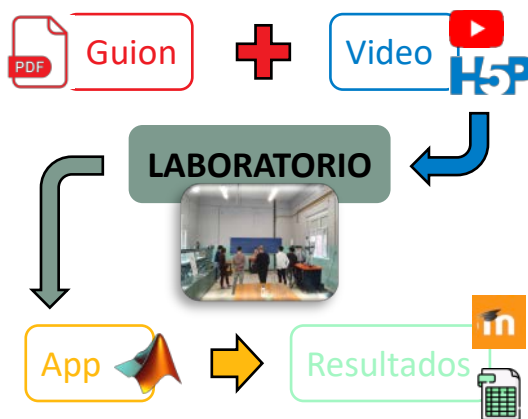 Guion
PDF
Video
H5P
LABORATORIO
App
Resultados
m